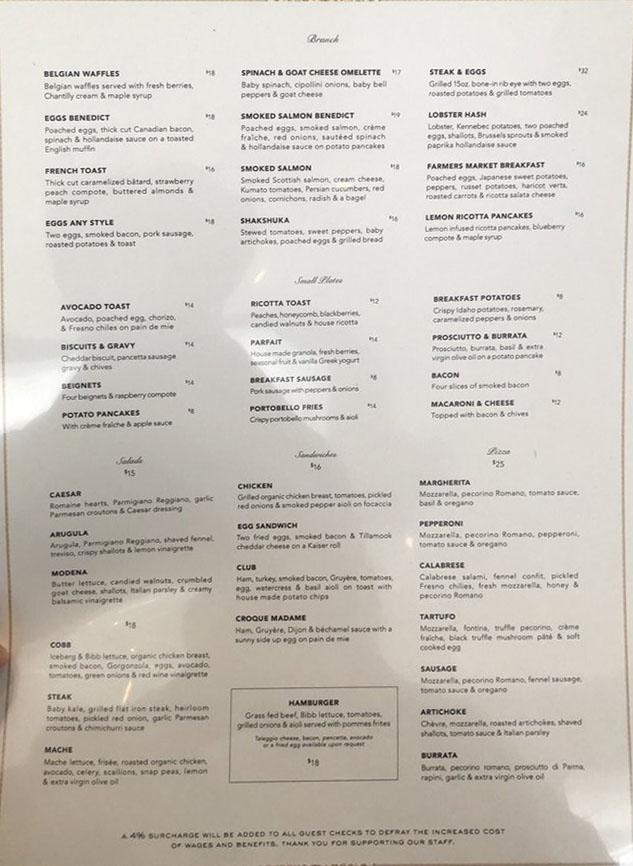 Brunch
BELGIAN WAFFLES $18
Belgian waffles served with fresh berries,
Chantilly cream & maple syrup
EGGS BENEDICT $18
Poached eggs, thick cut Canadian bacon,
spinach & hollandaise sauce on a toasted
English muffin
FRENCH TOAST $16
Thick cut caramelized bâtard, strawberry
peach compote, buttered almonds &
maple syrup
EGGS ANY STYLE $18
Two eggs, smoked bacon, pork sausage,
roasted potatoes & toast
SPINACH & GOAT CHEESE OMELETTE $17
Baby spinach, cipollini onions, baby bell
peppers & goat cheese
SMOKED SALMON BENEDICT $19
Poached eggs, smoked salmon, crème
fraîche, red onions, sautéed spinach
& hollandaise sauce on potato pancakes
SMOKED SALMON $18
Smoked Scottish salmon, cream cheese,
Kumato tomatoes, Persian cucumbers, red
onions, cornichons, radish & a bagel
SHAKSHUKA $16
Stewed tomatoes, sweet peppers, baby
artichokes, poached eggs & grilled bread
STEAK & EGGS $32
Grilled 15oz. bone-in rib eye with two eggs,
roasted potatoes & grilled tomatoes
LOBSTER HASH $24
Lobster, Kennebec potatoes, two poached
eggs, shallots, Brussels sprouts & smoked
paprika hollandaise sauce
FARMERS MARKET BREAKFAST $16
Poached eggs, Japanese sweet potatoes,
peppers, russet potatoes, haricot verts,
roasted carrots & ricotta salata cheese
LEMON RICOTTA PANCAKES $16
Lemon infused ricotta pancakes, blueberry
compote & maple syrup
Small Plates
AVOCADO TOAST $14
Avocado, poached egg, chorizo,
& Fresno chiles on pain de mie
BISCUITS & GRAVY $14
Cheddar biscuit, pancetta sausage
gravy & chives
BEIGNETS $14
Four beignets & raspberry compote
POTATO PANCAKES $8
With crème fraîche & apple sauce
RICOTTA TOAST $12
Peaches, honeycomb, blackberries,
candied walnuts & house ricotta
PARFAIT $14
House made granola, fresh berries,
seasonal fruit & vanilla Greek yogurt
BREAKFAST SAUSAGE $8
Pork sausage with peppers & onions
PORTOBELLO FRIES $14
Crispy portobello mushrooms & aioli
BREAKFAST POTATOES $8
Crispy Idaho potatoes, rosemary,
caramelized peppers & onions
PROSCIUTTO & BURRATA $12
Prosciutto, burrata, basil & extra
virgin olive oil on a potato pancake
BACON $8
Four slices of smoked bacon
MACARONI & CHEESE $12
Topped with bacon & chives
Salads
$15
CAESAR
Romaine hearts, Parmigiano Reggiano, garlic
Parmesan croutons & Caesar dressing
ARUGULA
Arugula, Parmigiano Reggiano, shaved fennel,
treviso, crispy shallots & lemon vinaigrette
MODENA
Butter lettuce, candied walnuts, crumbled
goat cheese, shallots, Italian parsley & creamy
balsamic vinaigrette
$18
COBB
Iceberg & Bibb lettuce, organic chicken breast,
smoked bacon, Gorgonzola, eggs, avocado,
tomatoes, green onions & red wine vinaigrette
STEAK
Baby kale, grilled flat iron steak, heirloom
tomatoes, pickled red onion, garlic Parmesan
croutons & chimichurri sauce
MACHE
Mache lettuce, frisée, roasted organic chicken,
avocado, celery, scallions, snap peas, lemon
& extra virgin olive oil
Sandwiches
$16
CHICKEN
Grilled organic chicken breast, tomatoes, pickled
red onions & smoked pepper aioli on focaccia
EGG SANDWICH
Two fried eggs, smoked bacon & Tillamook
cheddar cheese on a Kaiser roll
CLUB
Ham, turkey, smoked bacon, Gruyère, tomatoes,
egg, watercress & basil aioli on toast with
house made potato chips
CROQUE MADAME
Ham, Gruyère, Dijon & béchamel sauce with a
sunny side up egg on pain de mie
HAMBURGER
Grass fed beef, Bibb lettuce, tomatoes,
grilled onions & aioli served with pommes frites
Taleggio cheese, bacon, pancetta, avocado
or a fried egg available upon request
$18
Pizza
$25
MARGHERITA
Mozzarella, pecorino Romano, tomato sauce,
basil & oregano
PEPPERONI
Mozzarella, pecorino Romano, pepperoni,
tomato sauce & oregano
CALABRESE
Calabrese salami, fennel confit, pickled
Fresno chilies, fresh mozzarella, honey &
pecorino Romano
TARTUFO
Mozzarella, fontina, truffle pecorino, crème
fraîche, black truffle mushroom pâté & soft
cooked egg
SAUSAGE
Mozzarella, pecorino Romano, fennel sausage,
tomato sauce & oregano
ARTICHOKE
Chèvre, mozzarella, roasted artichokes, shaved
shallots, tomato sauce & Italian parsley
BURRATA
Burrata, pecorino romano, prosciutto di Parma,
rapini, garlic & extra virgin olive oil
A 4% SURCHARGE WILL BE ADDED TO ALL GUEST CHECKS TO DEFRAY THE INCREASED COST
OF WAGES AND BENEFITS. THANK YOU FOR SUPPORTING OUR STAFF.